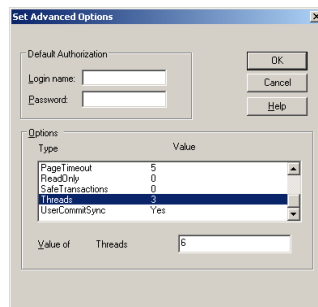 Set Advanced Options
Default Authorization
Login name:
Password:
OK
Cancel
Help
Options
Type Value
PageTimeout 5
ReadOnly 0
SafeTransactions 0
Threads 3
UserCommitSync Yes
Value of Threads 6